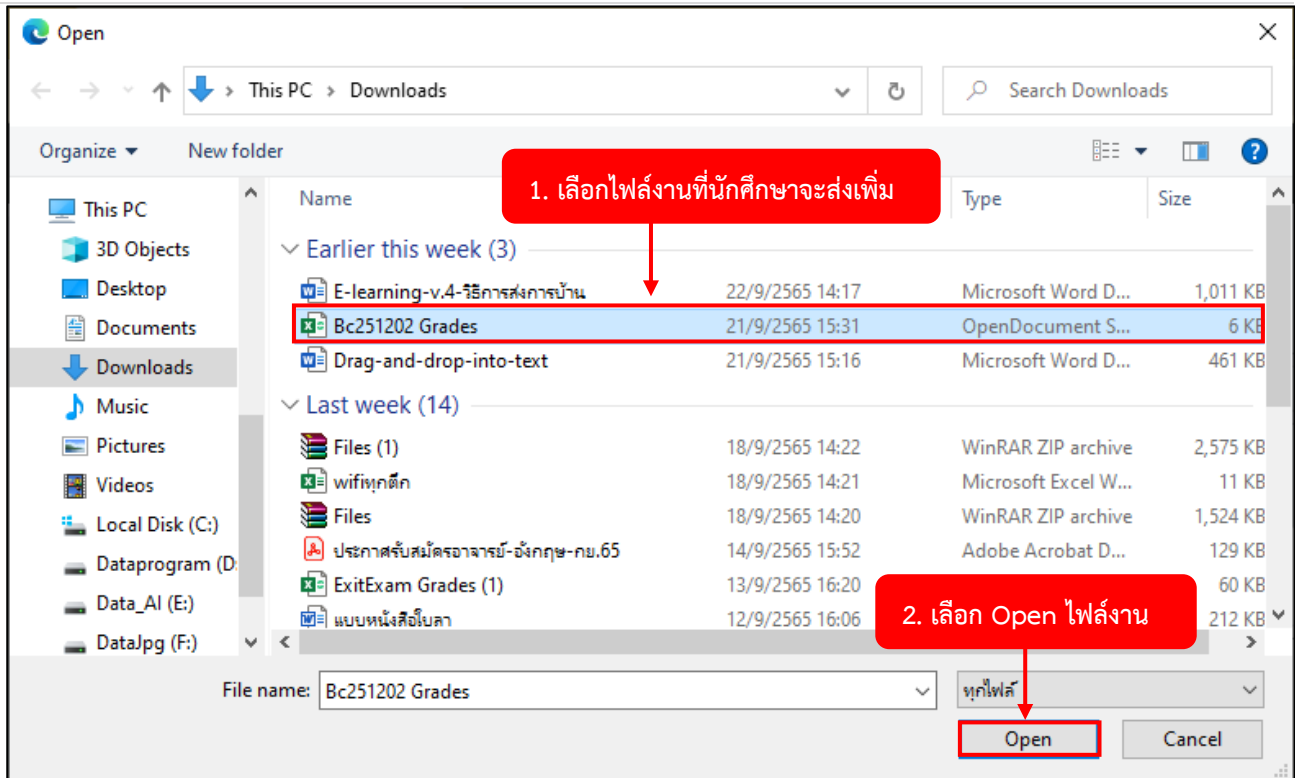 Open
This PC > Downloads
Search Downloads
Organize
New folder
1. เลือกไฟล์งานที่นักศึกษาจะส่งเพิ่ม
Name Type Size
This PC
3D Objects
Desktop
Documents
Downloads
Music
Pictures
Videos
Local Disk (C:)
Dataprogram (D:
Data_AI (E:)
DataJpg (F:)
Earlier this week (3)
E-learning-v.4-วิธีการส่งการบ้าน 22/9/2565 14:17 Microsoft Word D... 1,011 KB
Bc251202 Grades 21/9/2565 15:31 OpenDocument S... 6 KB
Drag-and-drop-into-text 21/9/2565 15:16 Microsoft Word D... 461 KB
Last week (14)
Files (1) 18/9/2565 14:22 WinRAR ZIP archive 2,575 KB
wifiทุกตึก 18/9/2565 14:21 Microsoft Excel W... 11 KB
Files 18/9/2565 14:20 WinRAR ZIP archive 1,524 KB
ประกาศรับสมัครอาจารย์-อังกฤษ-กย.65 14/9/2565 15:52 Adobe Acrobat D... 129 KB
ExitExam Grades (1) 13/9/2565 16:20 60 KB
แบบหนังสือใบลา 12/9/2565 16:06 212 KB
2. เลือก Open ไฟล์งาน
File name: Bc251202 Grades ทุกไฟล์
Open Cancel